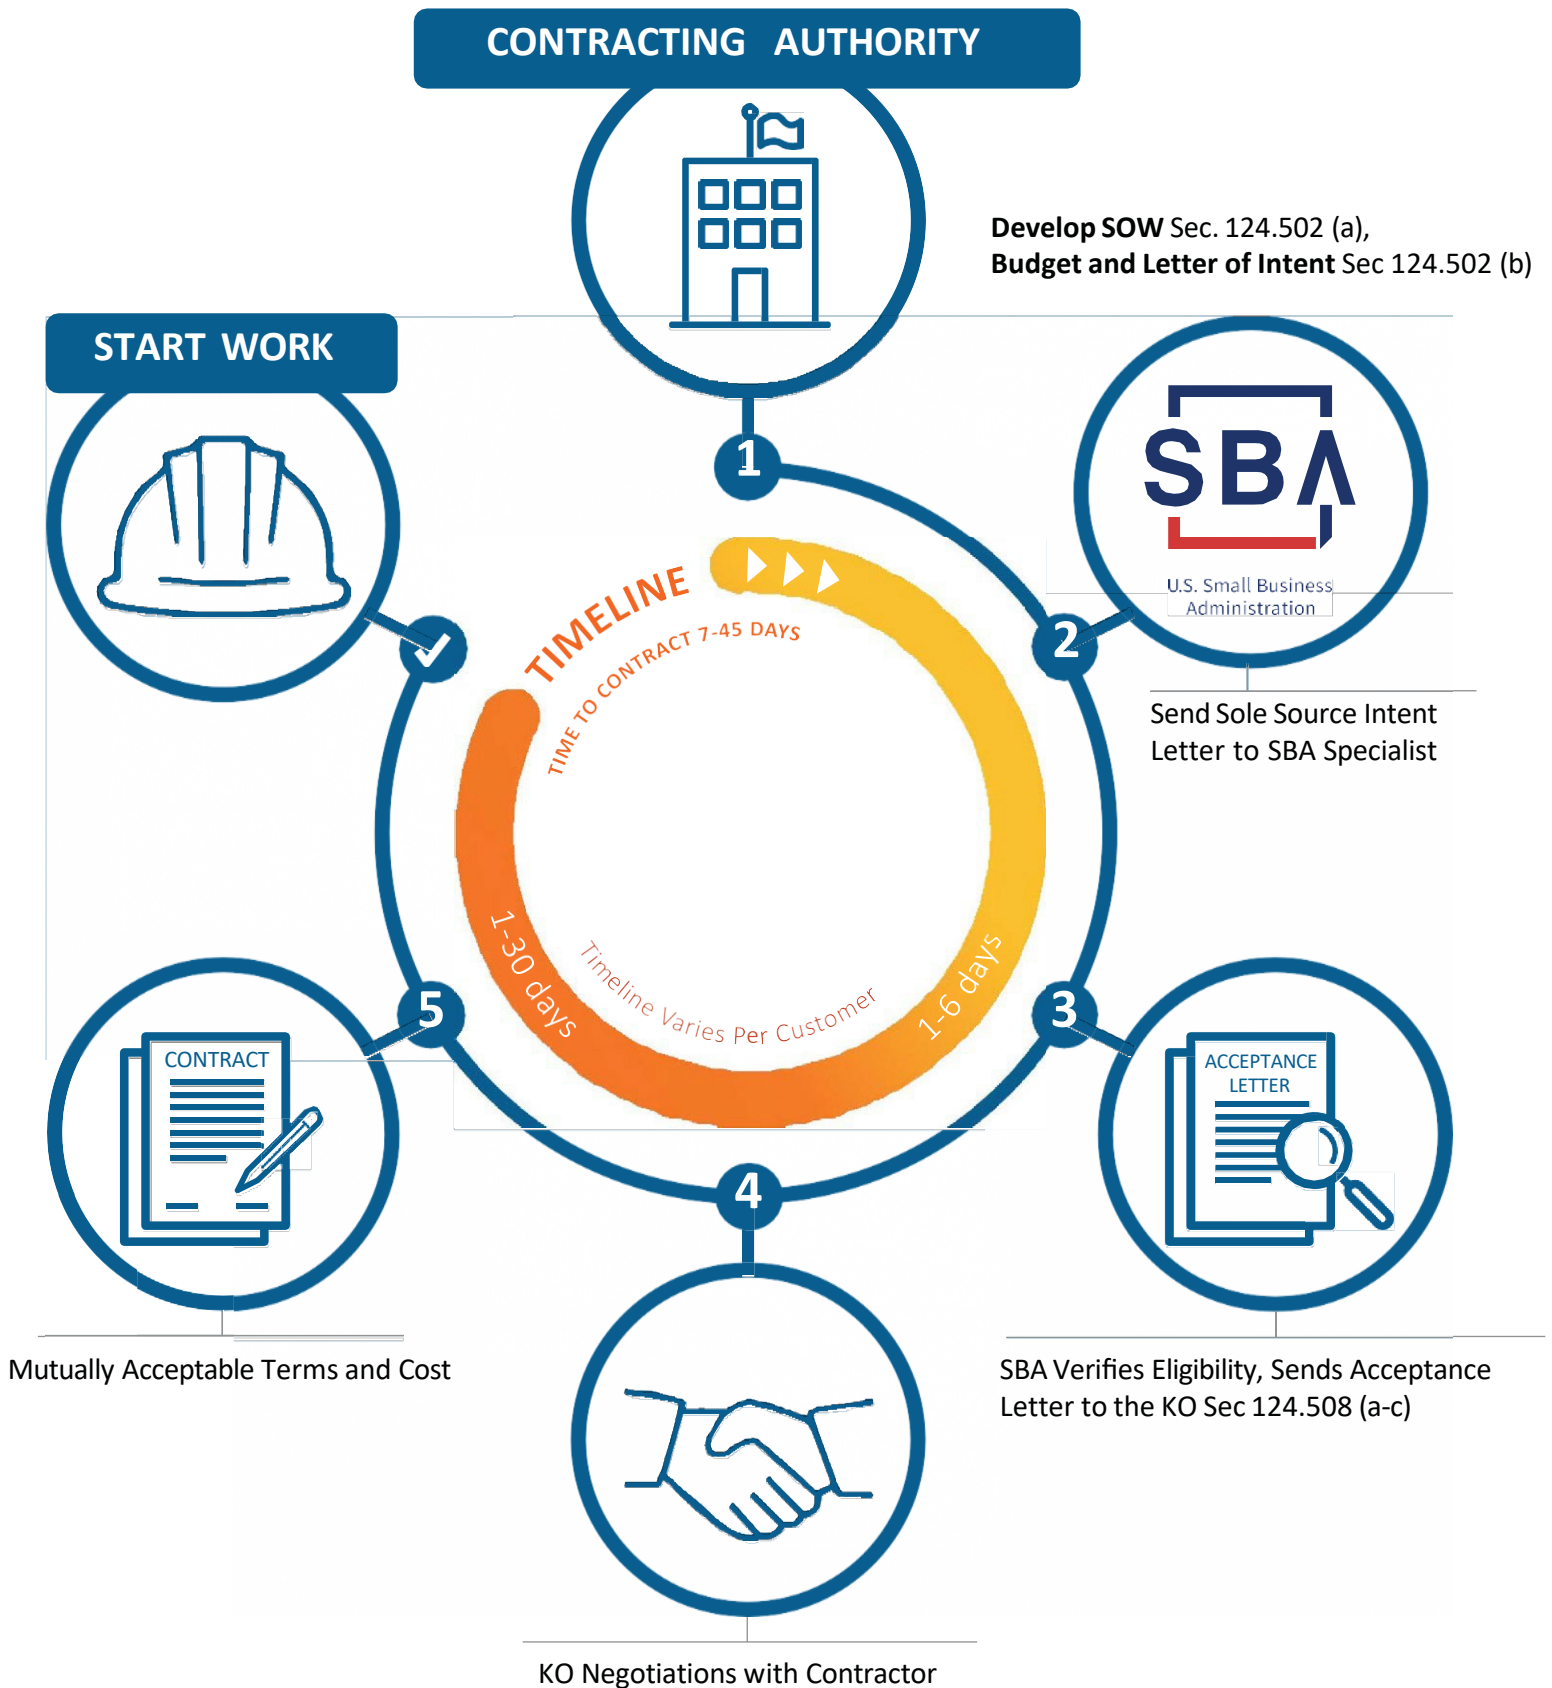 CONTRACTING AUTHORITY
Develop SOW Sec. 124.502 (a),
Budget and Letter of Intent Sec 124.502 (b)
START WORK
1
SBA
U.S. Small Business
Administration
2
Send Sole Source Intent
Letter to SBA Specialist
TIMELINE
TIME TO CONTRACT 7-45 DAYS
1-6 days
1-30 days
Timeline Varies Per Customer
3
ACCEPTANCE
LETTER
SBA Verifies Eligibility, Sends Acceptance
Letter to the KO Sec 124.508 (a-c)
4
KO Negotiations with Contractor
5
CONTRACT
Mutually Acceptable Terms and Cost